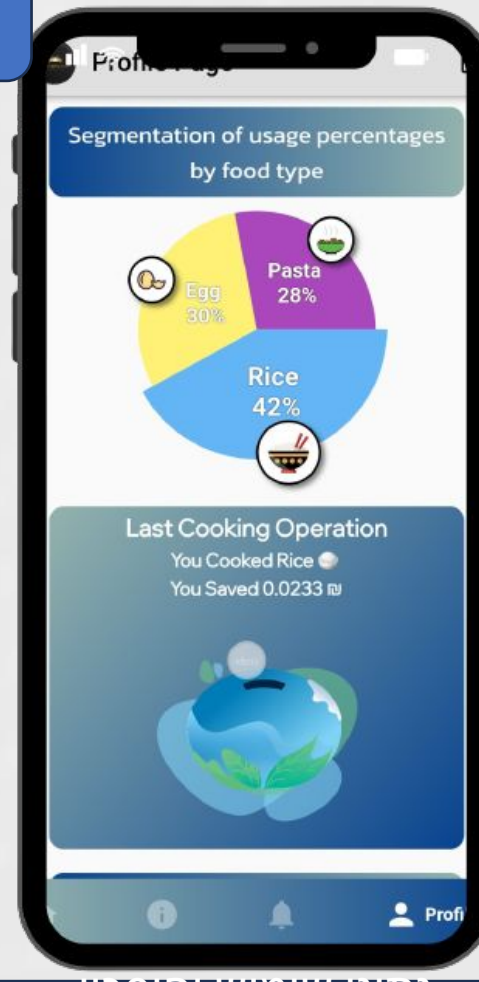 Segmentation of usage percentages
by food type
Pasta
28%
Egg
30%
Rice
42%
Last Cooking Operation
You Cooked Rice 🍚
You Saved 0.0233 ₪
Profi